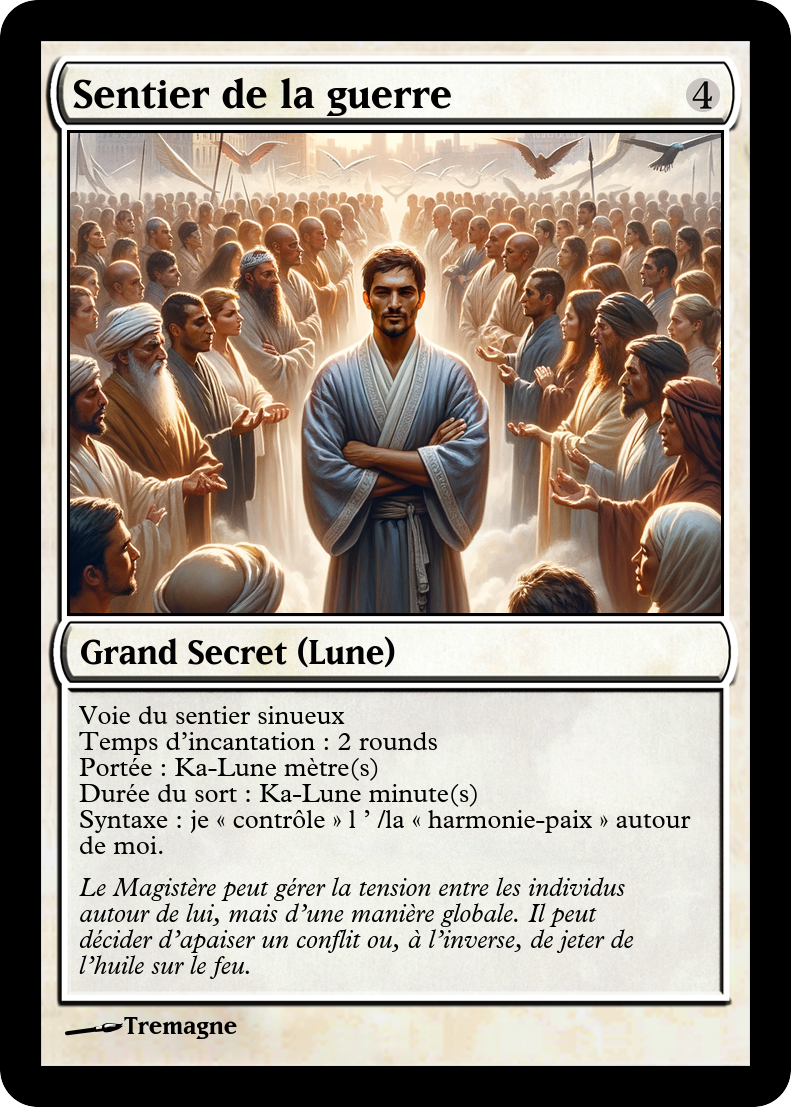 Sentier de la guerre
4
Grand Secret (Lune)
Voie du sentier sinueux
Temps d'incantation : 2 rounds
Portée : Ka-Lune mètre(s)
Durée du sort : Ka-Lune minute(s)
Syntaxe : je « contrôle » l ’ /la « harmonie-paix » autour
de moi.
Le Magistère peut gérer la tension entre les individus
autour de lui, mais d'une manière globale. Il peut
décider d'apaiser un conflit ou, à l'inverse, de jeter de
l'huile sur le feu.
Tremagne